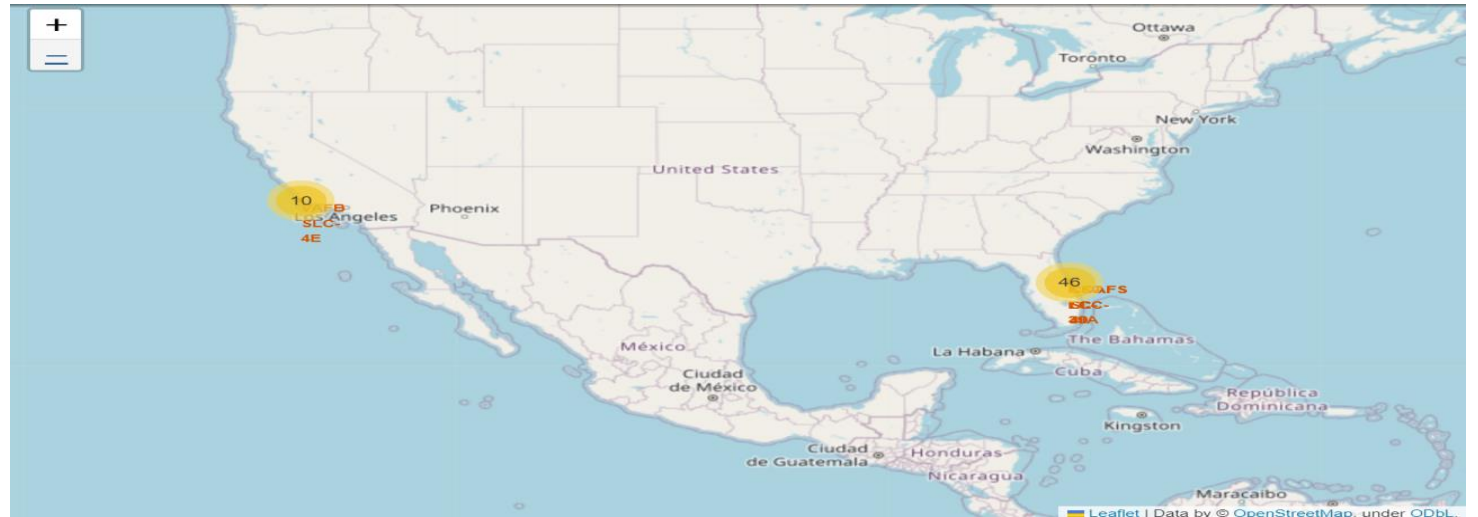 +
Ottawa
Toronto
New York
Washington
United States
10
Los Angeles
SLC-
4E
Phoenix
46
The Bahamas
La Habana
Cuba
México
Ciudad
de México
República
Dominicana
Kingston
Ciudad
de Guatemala
Honduras
Nicaragua
Maracaibo
Leaflet | Data by © OpenStreetMap, under ODbL.